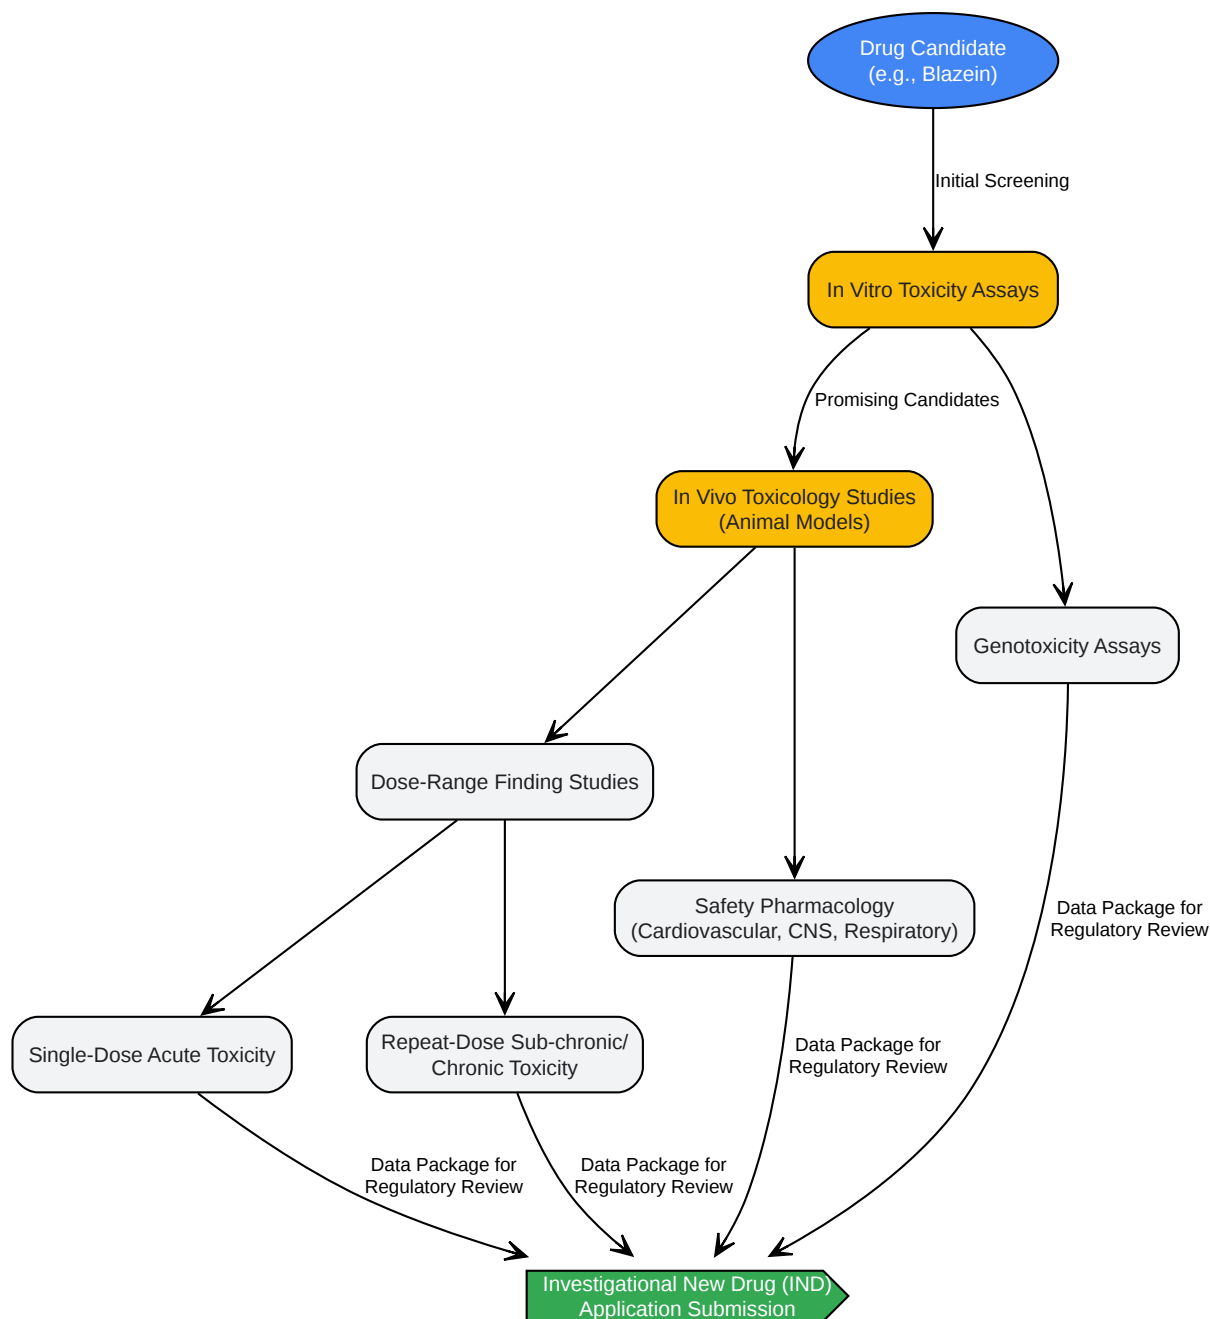 Drug Candidate
(e.g., Blazein)
Initial Screening
In Vitro Toxicity Assays
Promising Candidates
In Vivo Toxicology Studies
(Animal Models)
Genotoxicity Assays
Dose-Range Finding Studies
Safety Pharmacology
(Cardiovascular, CNS, Respiratory)
Data Package for
Regulatory Review
Single-Dose Acute Toxicity
Repeat-Dose Sub-chronic/
Chronic Toxicity
Data Package for
Regulatory Review
Data Package for
Regulatory Review
Data Package for
Regulatory Review
Investigational New Drug (IND)
Application Submission